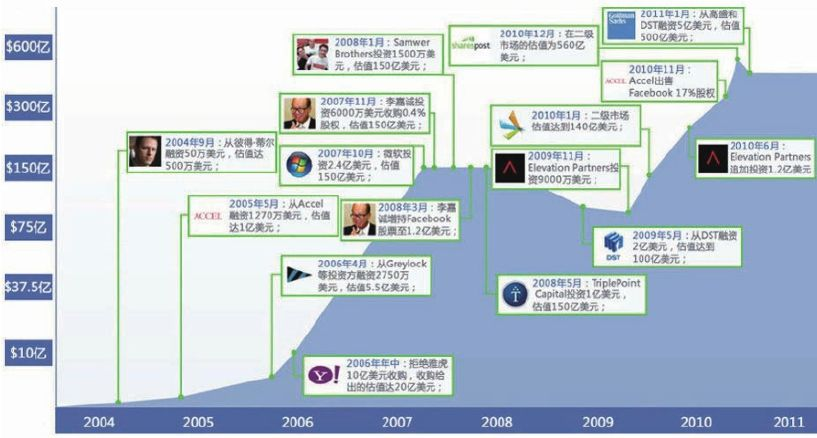 $600亿
$300亿
$150亿
$75亿
$37.5亿
$10亿
2004年9月：从彼得·蒂尔
融资50万美元，估值达
500万美元；
ACCEL
2005年5月：从Accel
融资1270万美元，估值
达1亿美元；
2006年4月：从Greylock
等投资方融资2750万
美元，估值5.5亿美元；
Y!
2006年年中：拒绝雅虎
10亿美元收购，收购给
出的估值达20亿美元；
2007年10月：微软投
资2.4亿元，估值
150亿美元；
2007年11月：李嘉诚投
资6000万美元收购0.4%
股权，估值150亿美元；
2008年1月：Samwer
Brothers投资1500万美
元，估值150亿美元；
2008年3月：李嘉
诚增持Facebook
股票至1.2亿美元；
T
2008年5月：TriplePoint
Capital投资1亿美元，
估值150亿美元；
DST
2009年5月：从DST融资
2亿元，估值达到
100亿美元；
2009年11月：
Elevation Partners投
资9000万美元；
2010年1月：二级市场
估值达到140亿美元；
2010年6月：
Elevation Partners
追加投资1.2亿美元
ACCEL
2010年11月：
Accel出售
Facebook 17%股权
sharespost
2010年12月：在二级
市场的估值为560亿
美元；
Goldman
Sachs
2011年1月：从高盛和
DST融资5亿元，估值
500亿美元；
2004 2005 2006 2007 2008 2009 2010 2011